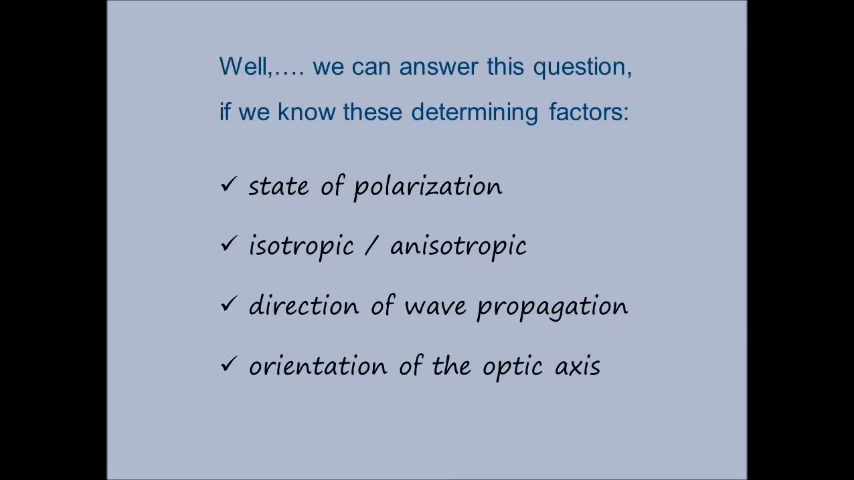 Well,.... we can answer this question,
if we know these determining factors:
✓ state of polarization
✓ isotropic / anisotropic
✓ direction of wave propagation
✓ orientation of the optic axis